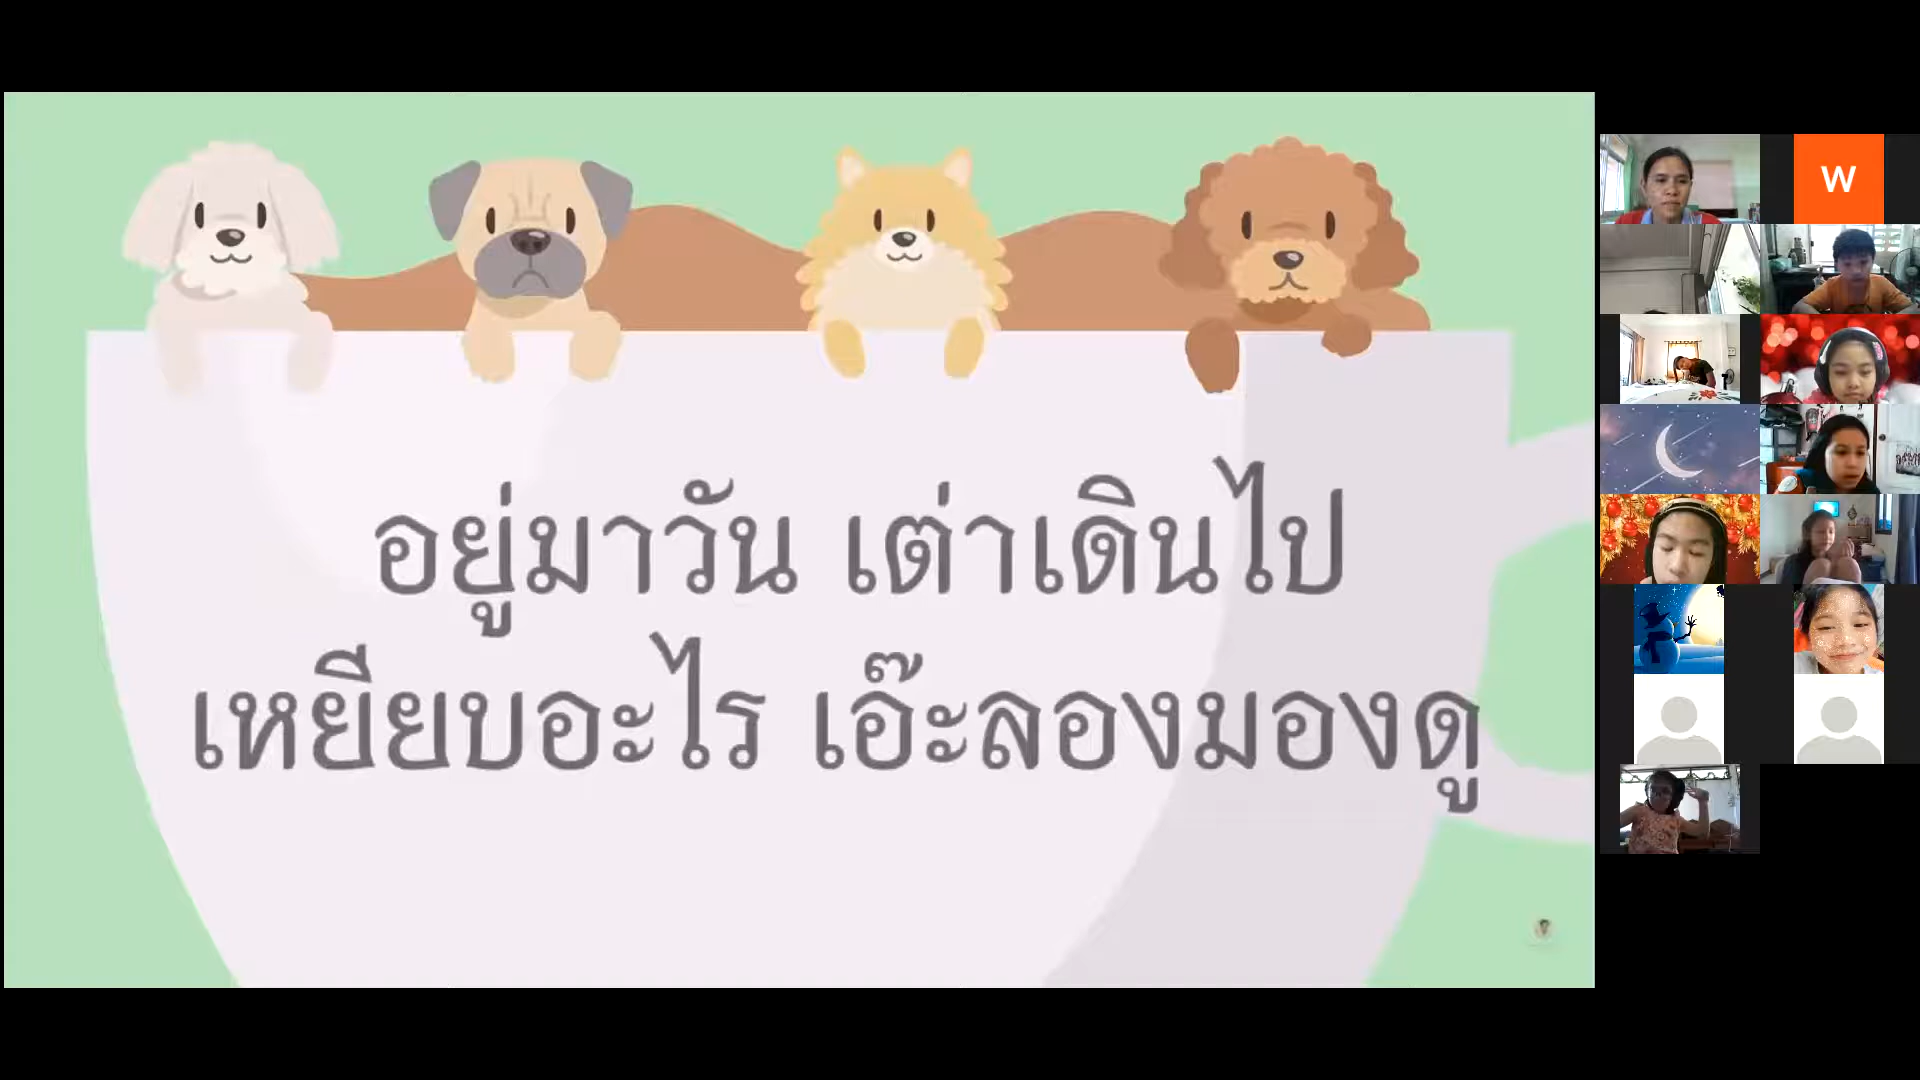 อยู่มาวัน เต่าเดินไป
เหยียบอะไร เอ๊ะลองมองดู
W